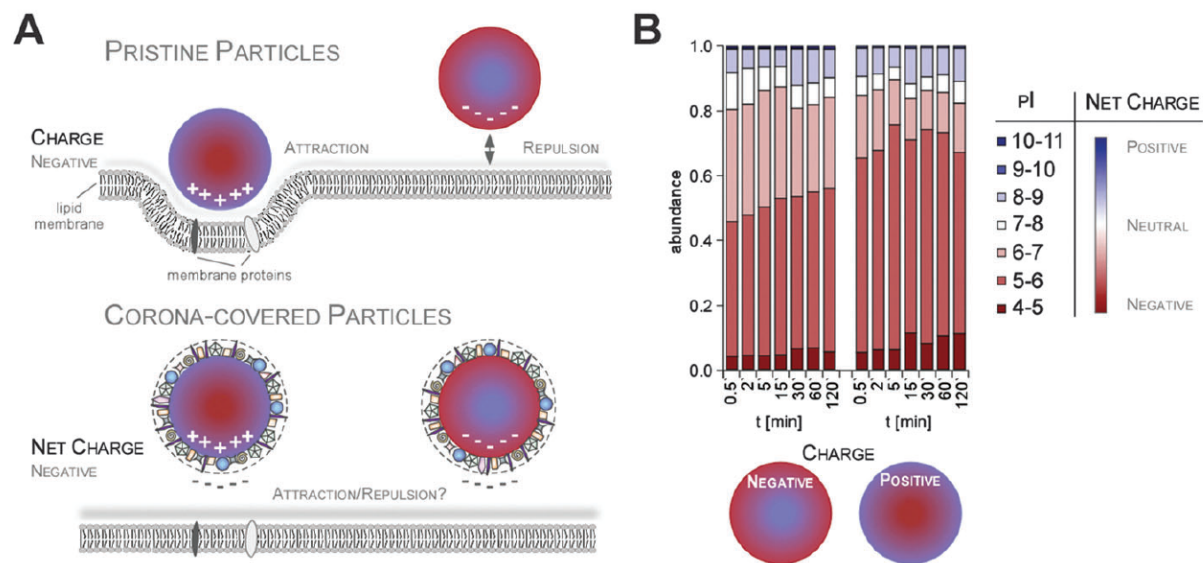 A
PRISTINE PARTICLES
CHARGE
NEGATIVE
ATTRACTION
REPULSION
+ + + + +
- - - - -
lipid
membrane
membrane proteins
CORONA-COVERED PARTICLES
+ + + + +
- - - - -
NET CHARGE
NEGATIVE
- - - - -
- - - - -
ATTRACTION/REPULSION?
B
1.0
0.8
0.6
0.4
0.2
0.0
abundance
0.5´
2´
5´
15´
30´
60´
120´
0.5´
2´
5´
15´
30´
60´
120´
t [min]
t [min]
CHARGE
NEGATIVE
POSITIVE
pI
NET CHARGE
10-11
9-10
8-9
7-8
6-7
5-6
4-5
POSITIVE
NEUTRAL
NEGATIVE